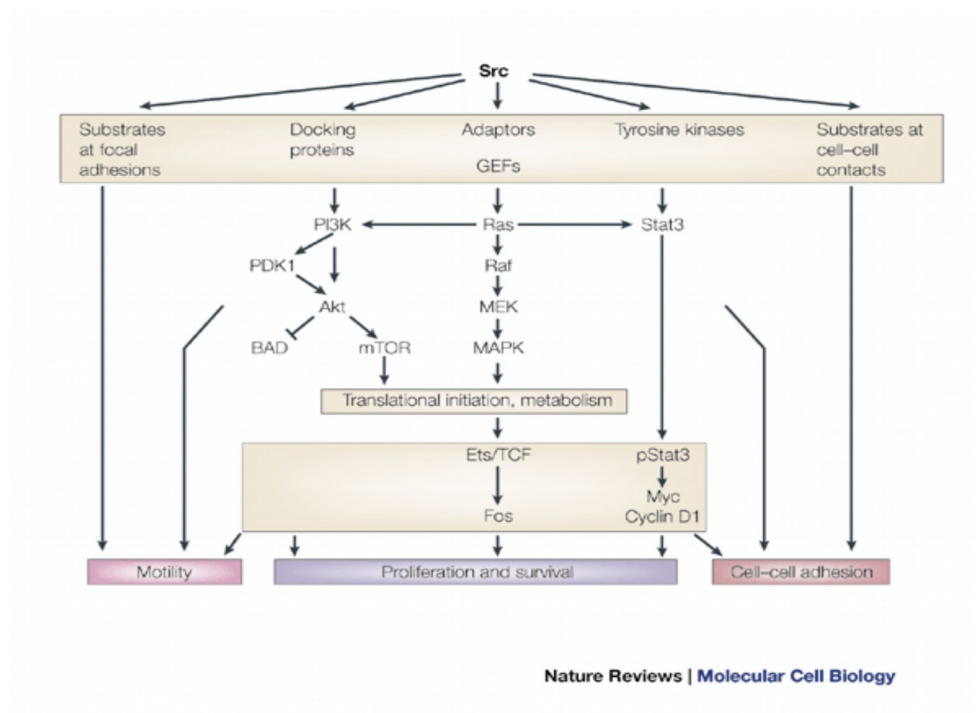 Src
Substrates
at focal
adhesions
Docking
proteins
Adaptors
GEFs
Tyrosine kinases
Substrates at
cell–cell
contacts
PI3K
Ras
Stat3
PDK1
Raf
Akt
MEK
BAD
mTOR
MAPK
Translational initiation, metabolism
Ets/TCF
pStat3
Myc
Fos
Cyclin D1
Motility
Proliferation and survival
Cell–cell adhesion
Nature Reviews | Molecular Cell Biology